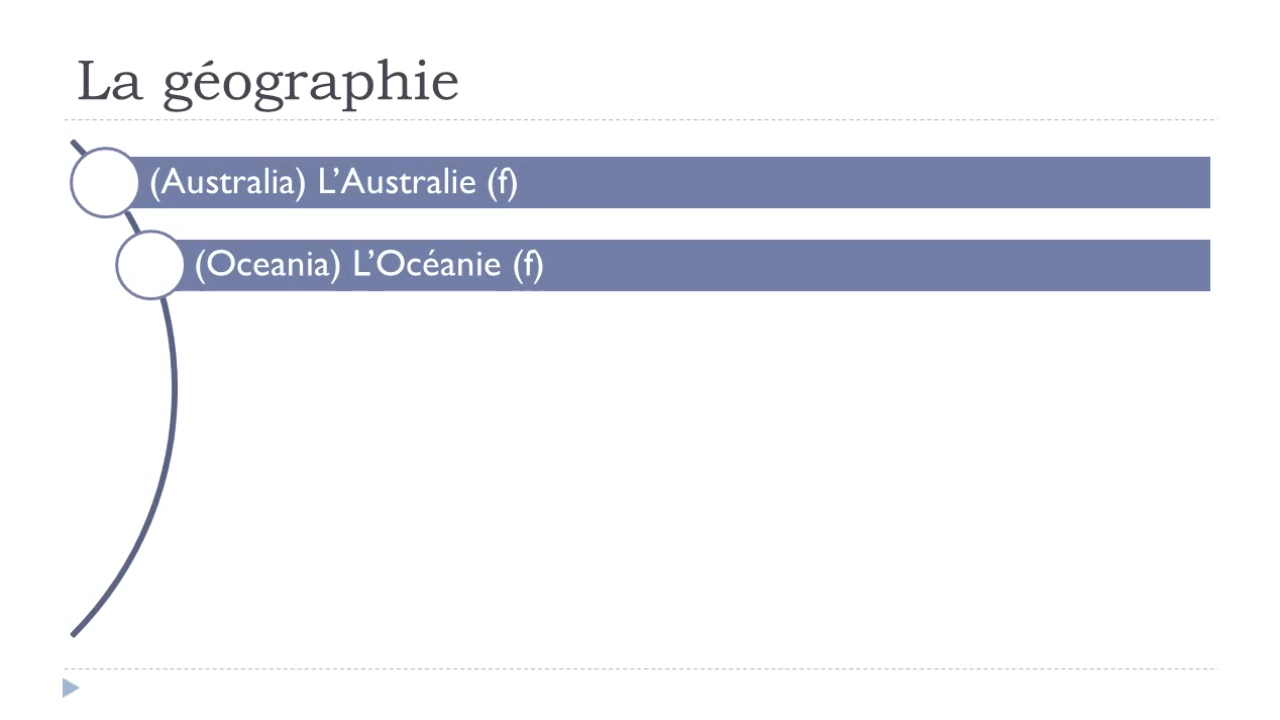 La géographie
(Australia) L’Australie (f)
(Oceania) L’Océanie (f)